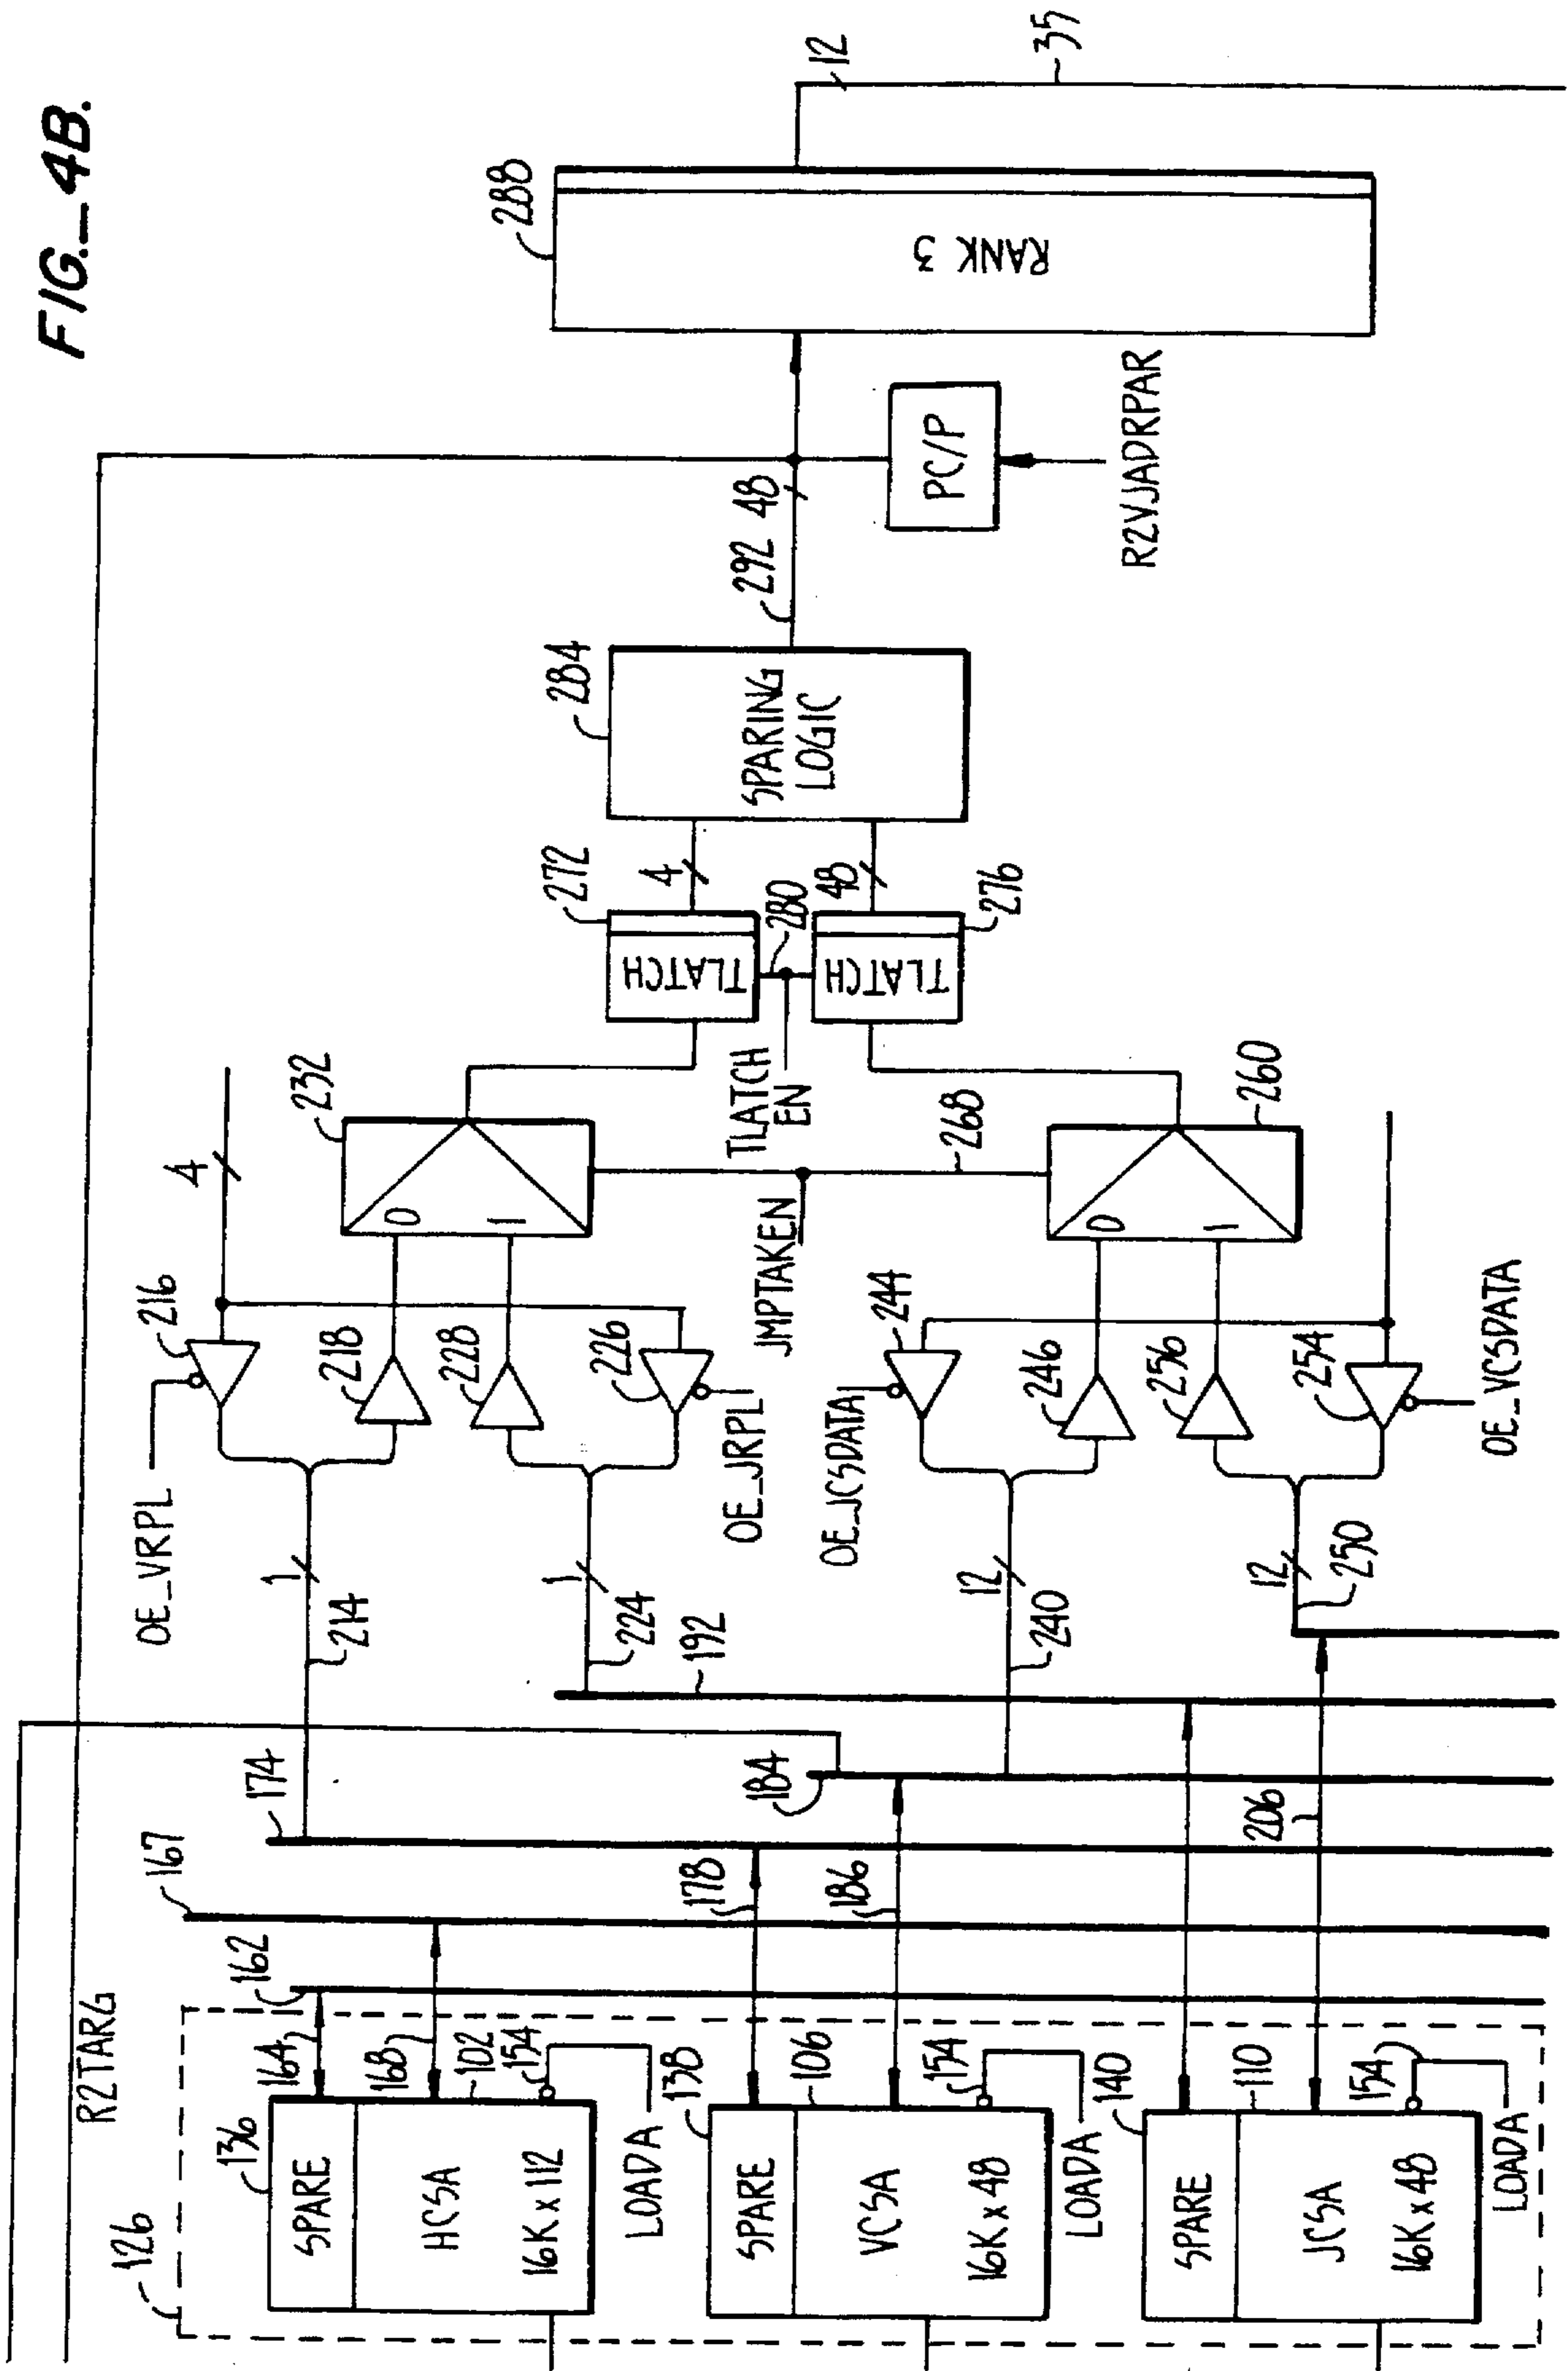 FIG._4B.
R2TARG
126
136
SPARE
HCSA
16K x 112
164
162
168
102
154
LOADA
167
174
138
SPARE
VCSA
16K x 48
178
186
106
154
LOADA
184
140
SPARE
JCSA
16K x 48
110
206
154
LOADA
192
OE_VRPL
216
4
1
214
218
0
232
228
1
1
224
226
OE_JRPL
JMPTAKEN
268
OE_JCSDATA
244
12
240
246
0
260
256
1
12
250
254
OE_VCSDATA
TLATCH
EN
TLATCH
272
4
280
TLATCH
276
48
SPARING
LOGIC
284
292
48
PC/P
R2VJADRPAR
RANK 3
288
12
35